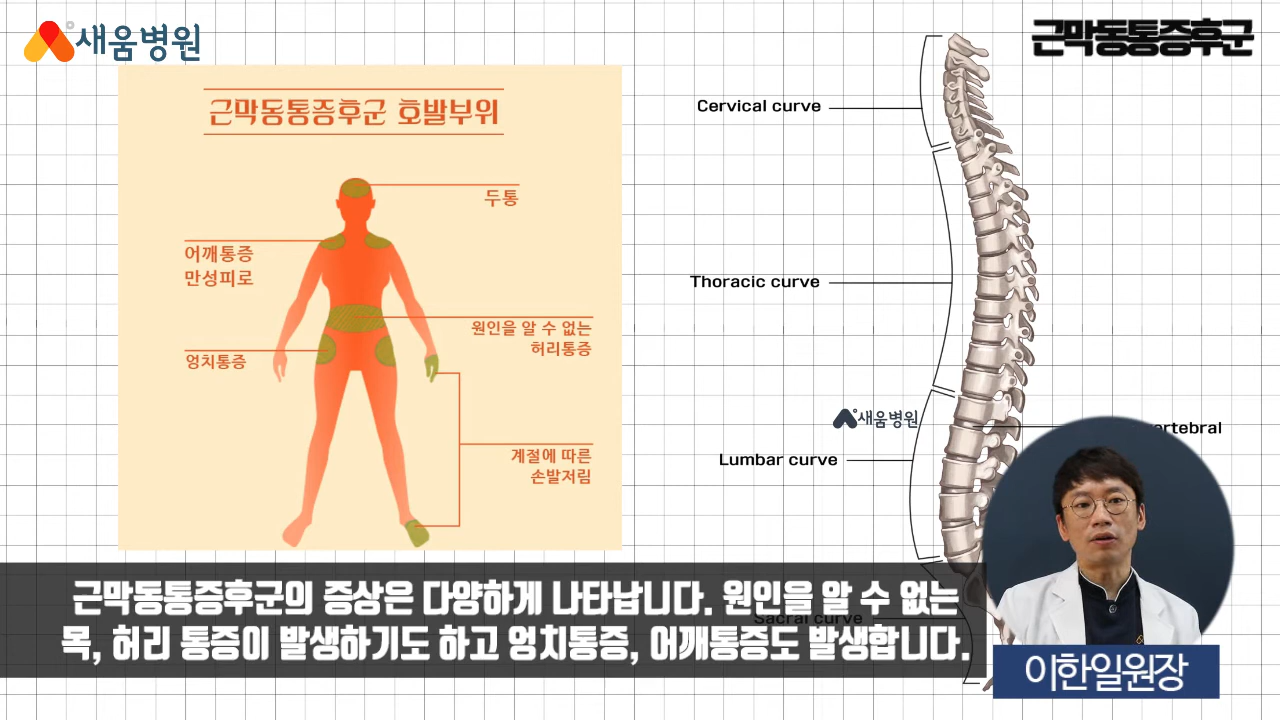 새움병원
근막동통증후군
근막동통증후군 호발부위
두통
어깨통증
만성피로
원인을 알 수 없는
허리통증
엉치통증
계절에 따른
손발저림
Cervical curve
Thoracic curve
새움병원
ertebral
Lumbar curve
Sacral curve
근막동통증후군의 증상은 다양하게 나타납니다. 원인을 알 수 없는
목, 허리 통증이 발생하기도 하고 엉치통증, 어깨통증도 발생합니다.
이한일원장